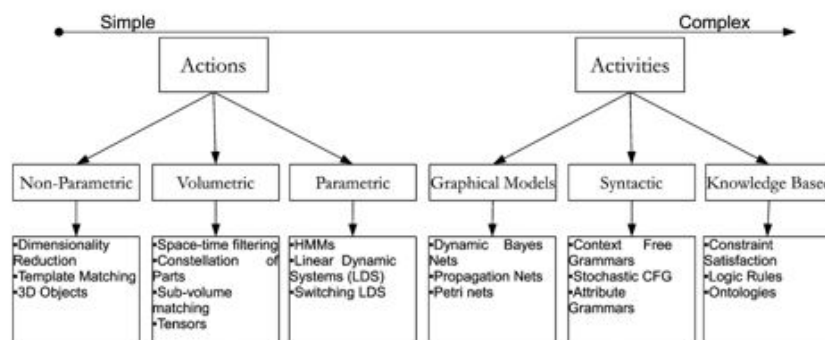 Simple
Complex
Actions
Activities
Non-Parametric
Volumetric
Parametric
Graphical Models
Syntactic
Knowledge Based
•Dimensionality
Reduction
•Template Matching
•3D Objects
•Space-time filtering
•Constellation of
Parts
•Sub-volume
matching
•Tensors
•HMMs
•Linear Dynamic
Systems (LDS)
•Switching LDS
•Dynamic Bayes
Nets
•Propagation Nets
•Petri nets
•Context Free
Grammars
•Stochastic CFG
•Attribute
Grammars
•Constraint
Satisfaction
•Logic Rules
•Ontologies